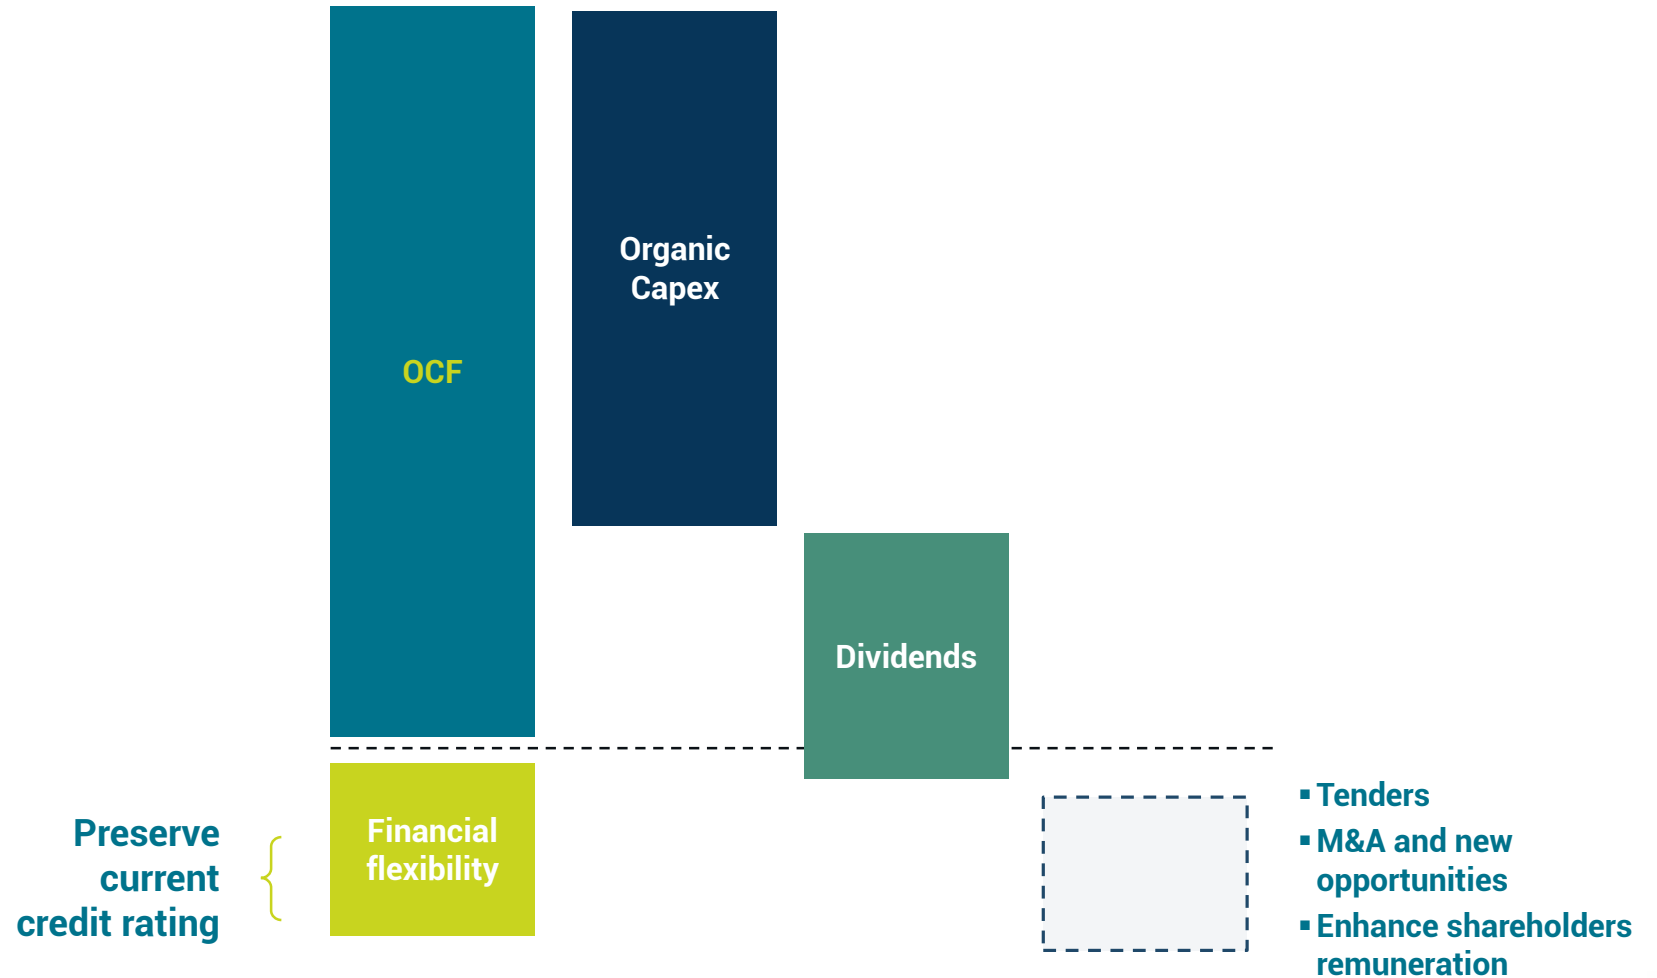 Organic
Capex
OCF
Dividends
Preserve
current
credit rating
Financial
flexibility
▪ Tenders
▪ M&A and new
opportunities
▪ Enhance shareholders
remuneration